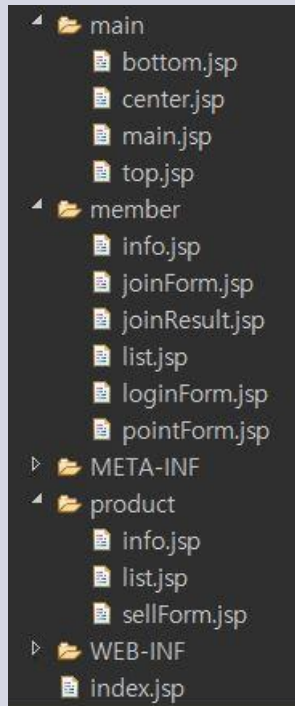 main
bottom.jsp
center.jsp
main.jsp
top.jsp
member
info.jsp
joinForm.jsp
joinResult.jsp
list.jsp
loginForm.jsp
pointForm.jsp
META-INF
product
info.jsp
list.jsp
sellForm.jsp
WEB-INF
index.jsp